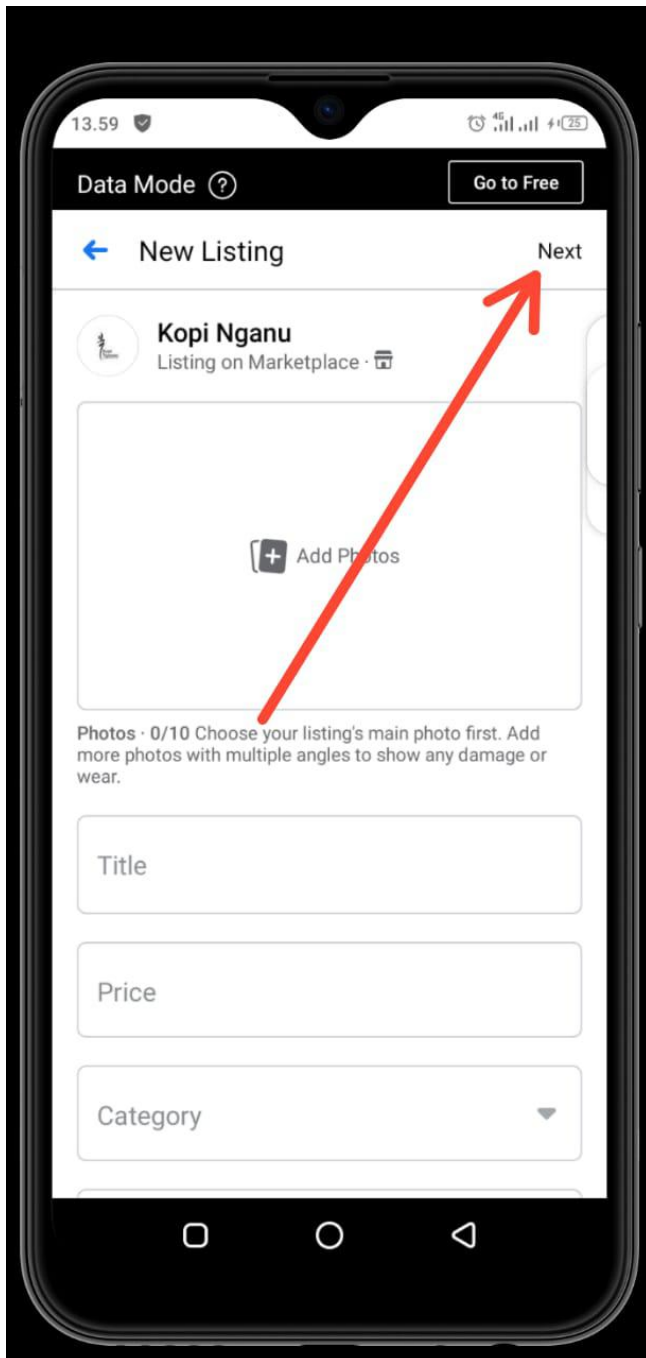 13.59 4G 25
Data Mode ? Go to Free
New Listing Next
Kopi Nganu
Listing on Marketplace ·
Add Photos
Photos · 0/10 Choose your listing's main photo first. Add
more photos with multiple angles to show any damage or
wear.
Title
Price
Category